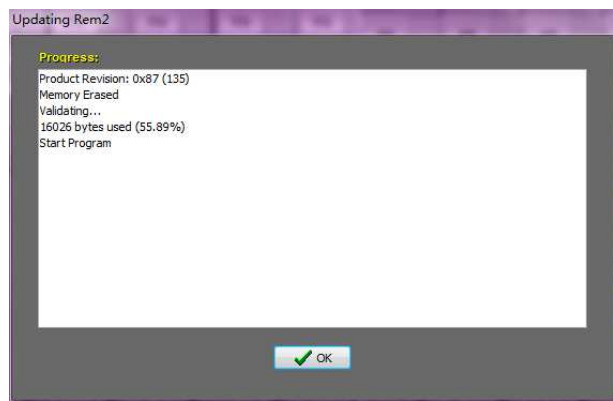 Updating Rem2
Progress:
Product Revision: 0x87 (135)
Memory Erased
Validating...
16026 bytes used (55.89%)
Start Program
OK